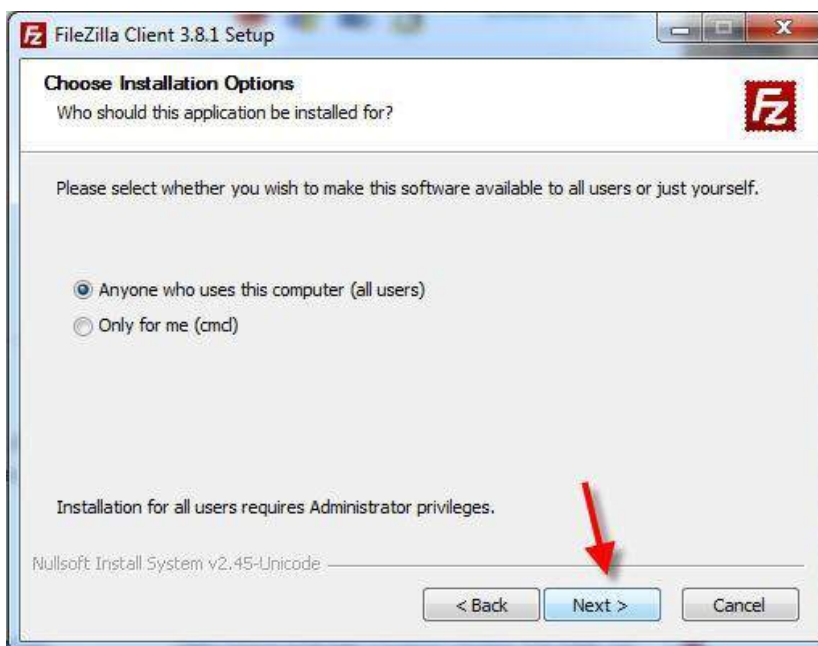 FileZilla Client 3.8.1 Setup
Choose Installation Options
Who should this application be installed for?
Fz
Please select whether you wish to make this software available to all users or just yourself.
Anyone who uses this computer (all users)
Only for me (cmcl)
Installation for all users requires Administrator privileges.
Nullsoft Install System v2.45-Unicode
< Back Next > Cancel